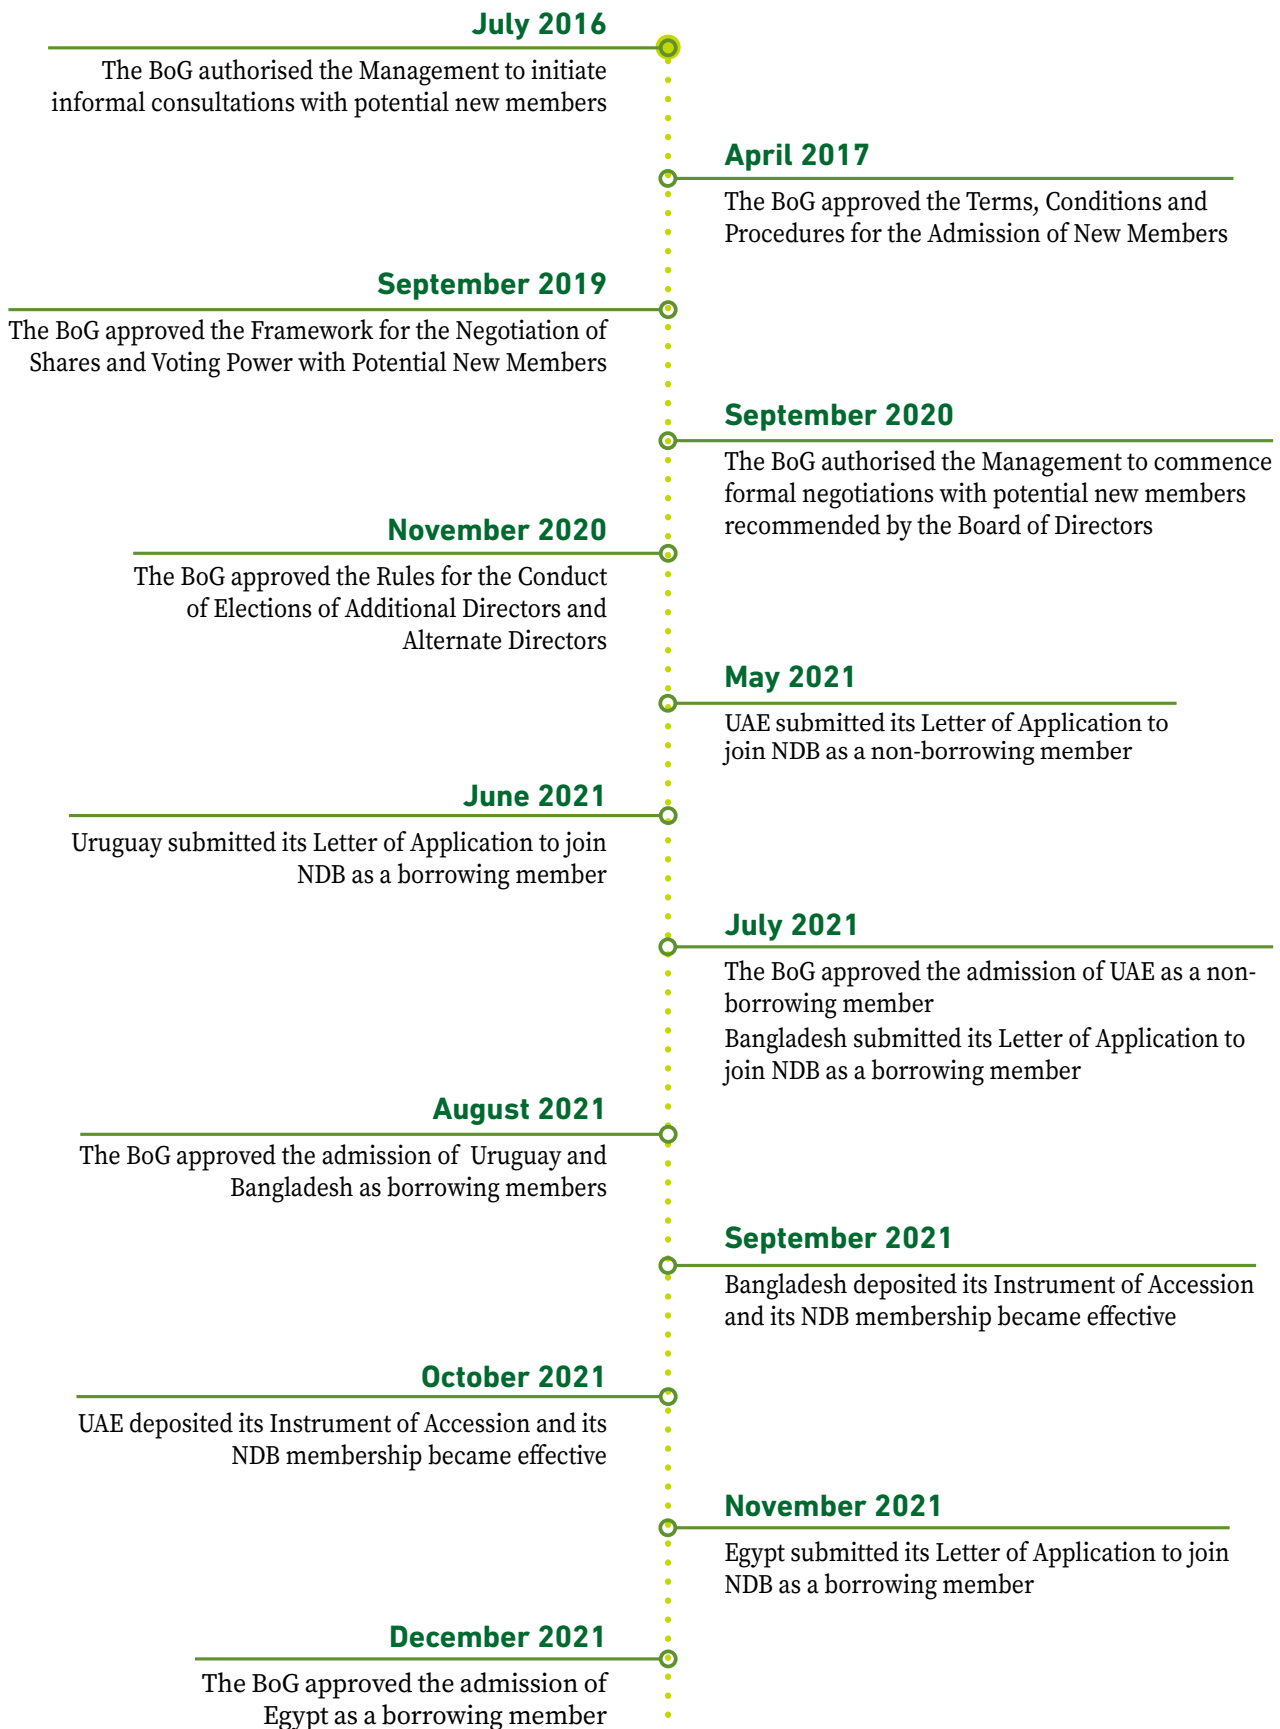 July 2016
The BoG authorised the Management to initiate
informal consultations with potential new members
April 2017
The BoG approved the Terms, Conditions and
Procedures for the Admission of New Members
September 2019
The BoG approved the Framework for the Negotiation of
Shares and Voting Power with Potential New Members
September 2020
The BoG authorised the Management to commence
formal negotiations with potential new members
recommended by the Board of Directors
November 2020
The BoG approved the Rules for the Conduct
of Elections of Additional Directors and
Alternate Directors
May 2021
UAE submitted its Letter of Application to
join NDB as a non-borrowing member
June 2021
Uruguay submitted its Letter of Application to join
NDB as a borrowing member
July 2021
The BoG approved the admission of UAE as a non-
borrowing member
Bangladesh submitted its Letter of Application to
join NDB as a borrowing member
August 2021
The BoG approved the admission of Uruguay and
Bangladesh as borrowing members
September 2021
Bangladesh deposited its Instrument of Accession
and its NDB membership became effective
October 2021
UAE deposited its Instrument of Accession and its
NDB membership became effective
November 2021
Egypt submitted its Letter of Application to join
NDB as a borrowing member
December 2021
The BoG approved the admission of
Egypt as a borrowing member